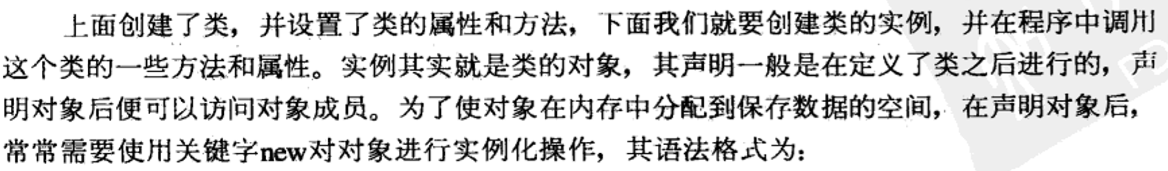 上面创建了类，并设置了类的属性和方法，下面我们就要创建类的实例，并在程序中调用
这个类的一些方法和属性。实例其实就是类的对象，其声明一般是在定义了类之后进行的，声
明对象后便可以访问对象成员。为了使对象在内存中分配到保存数据的空间，在声明对象后，
常常需要使用关键字new对对象进行实例化操作，其语法格式为：